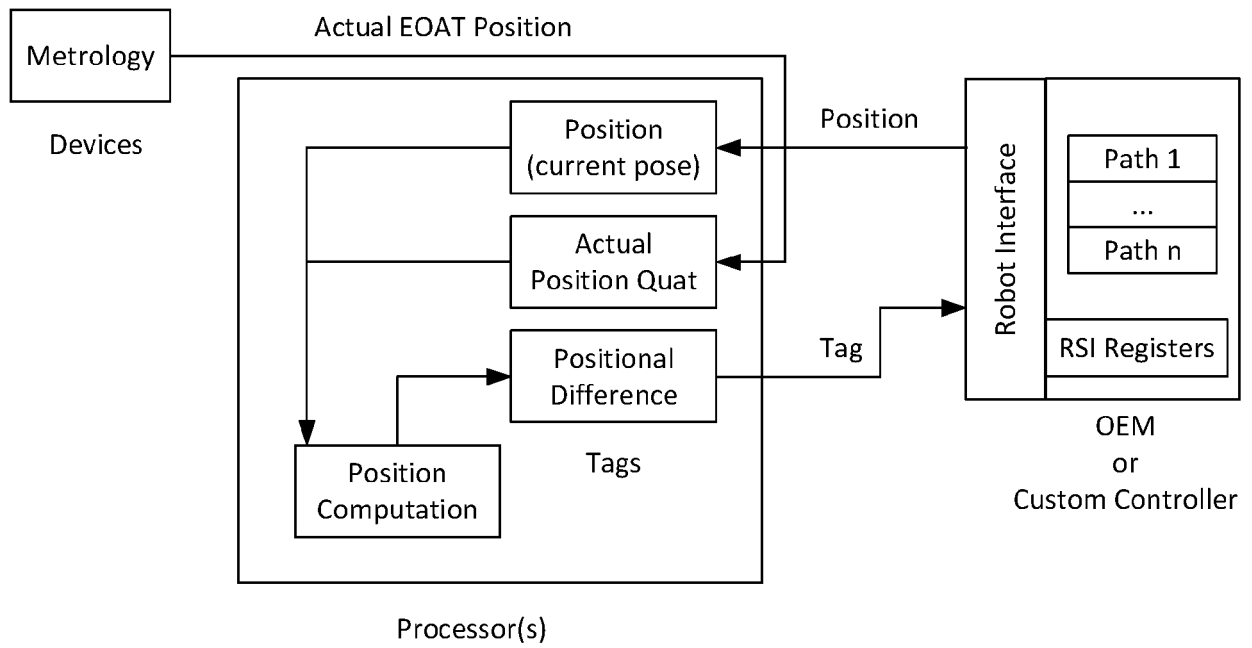 Actual EOAT Position
Metrology
Devices
Position
(current pose)
Position
Actual
Position Quat
Positional
Difference
Tag
Position
Computation
Tags
Processor(s)
Robot Interface
Path 1
...
Path n
RSI Registers
OEM
or
Custom Controller